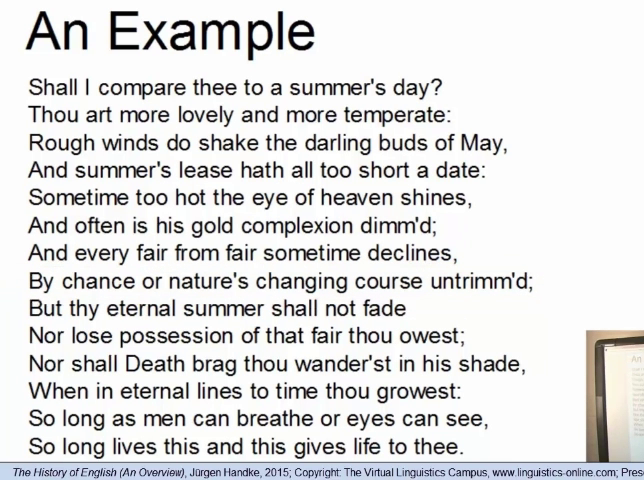 An Example
Shall I compare thee to a summer's day?
Thou art more lovely and more temperate:
Rough winds do shake the darling buds of May,
And summer's lease hath all too short a date:
Sometime too hot the eye of heaven shines,
And often is his gold complexion dimm'd;
And every fair from fair sometime declines,
By chance or nature's changing course untrimm'd;
But thy eternal summer shall not fade
Nor lose possession of that fair thou owest;
Nor shall Death brag thou wander'st in his shade,
When in eternal lines to time thou growest:
So long as men can breathe or eyes can see,
So long lives this and this gives life to thee.
The History of English (An Overview), Jürgen Handke, 2015; Copyright: The Virtual Linguistics Campus, www.linguistics-online.com; Prese